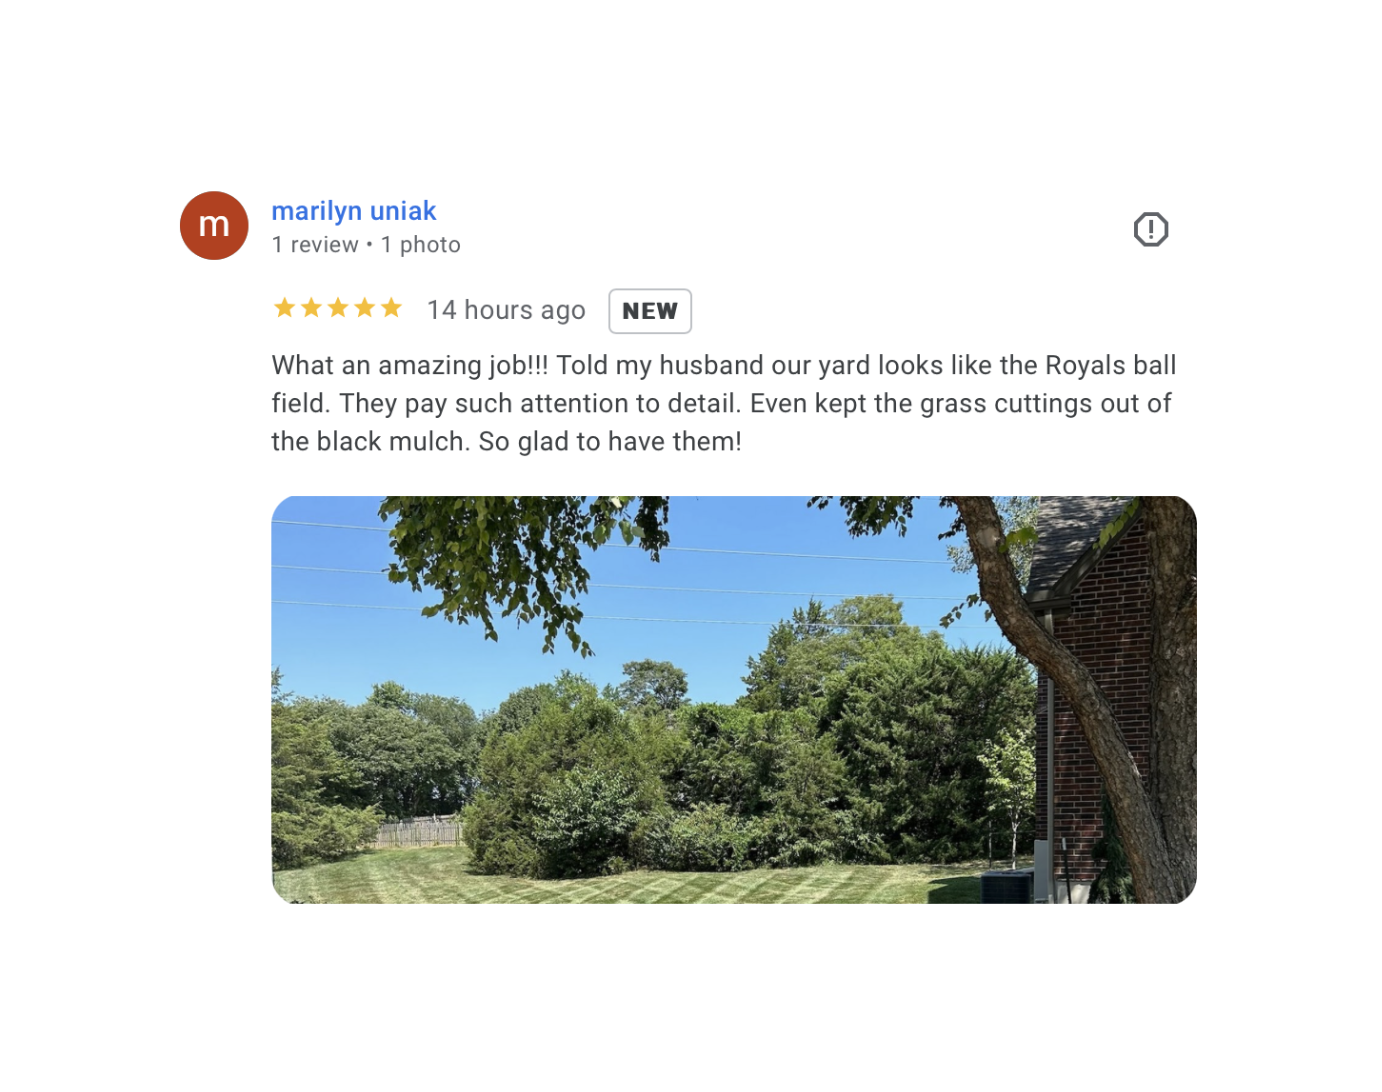 m
marilyn uniak
1 review • 1 photo
14 hours ago NEW
What an amazing job!!! Told my husband our yard looks like the Royals ball
field. They pay such attention to detail. Even kept the grass cuttings out of
the black mulch. So glad to have them!